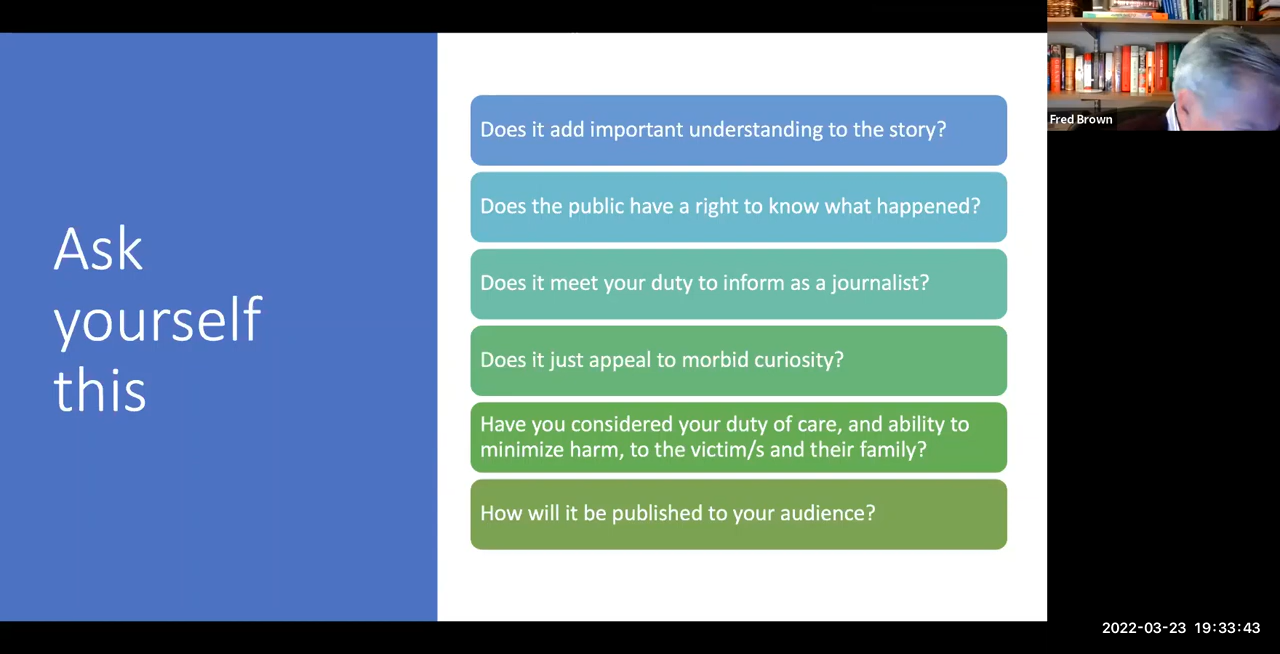 Ask
yourself
this
Does it add important understanding to the story?
Does the public have a right to know what happened?
Does it meet your duty to inform as a journalist?
Does it just appeal to morbid curiosity?
Have you considered your duty of care, and ability to
minimize harm, to the victim/s and their family?
How will it be published to your audience?
Fred Brown
2022-03-23 19:33:43